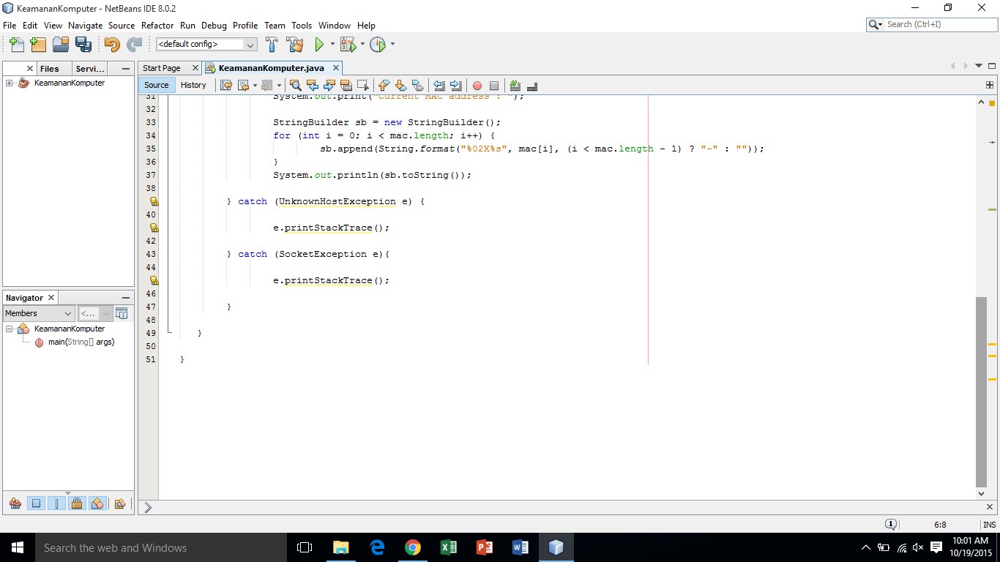 KeamananKomputer - NetBeans IDE 8.0.2
File Edit View Navigate Source Refactor Run Debug Profile Team Tools Window Help
Search (Ctrl+I)
<default config>
Files Servi...
KeamananKomputer
Start Page KeamananKomputer.java
Source History
31 System.out.print("Current MAC address : ");
32
33 StringBuilder sb = new StringBuilder();
34 for (int i = 0; i < mac.length; i++) {
35 sb.append(String.format("%02X%s", mac[i], (i < mac.length - 1) ? "-" : ""));
36 }
37 System.out.println(sb.toString());
38
} catch (UnknownHostException e) {
40
e.printStackTrace();
42
43 } catch (SocketException e){
44
e.printStackTrace();
46
47 }
48
49 }
50
51 }
Navigator
Members <...
KeamananKomputer
main(String[] args)
1 6:8 INS
Search the web and Windows
10:01 AM
10/19/2015